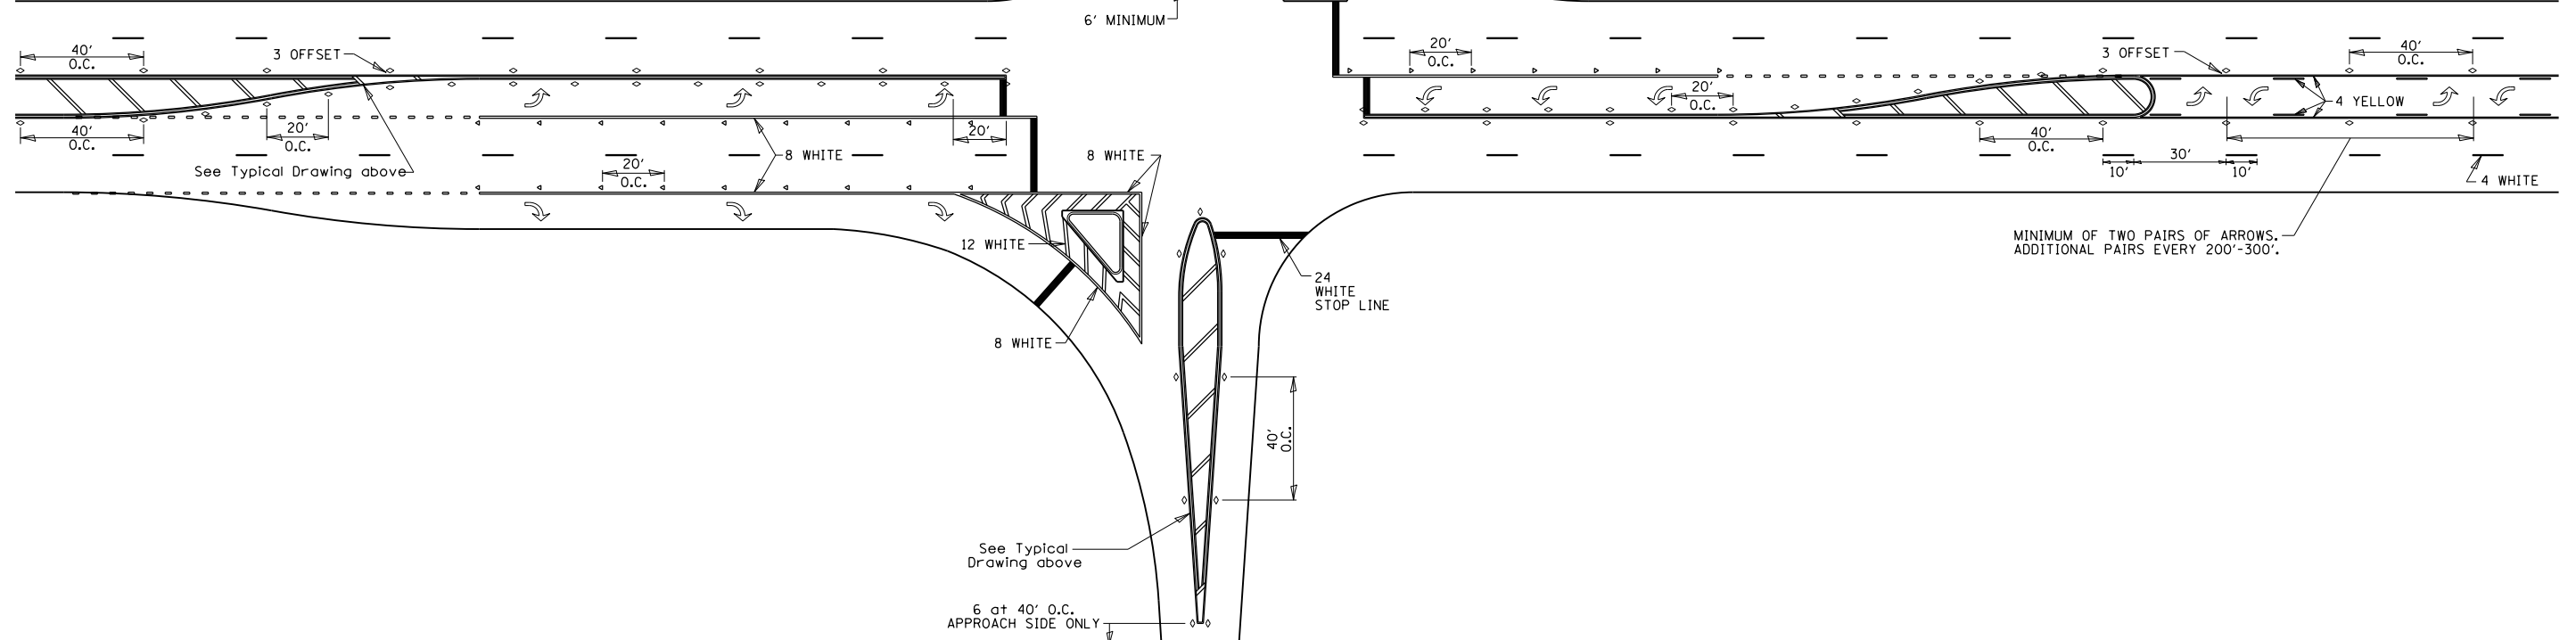 6' MINIMUM
40'
O.C.
3 OFFSET
20'
O.C.
3 OFFSET
40'
O.C.
20'
O.C.
4 YELLOW
40'
O.C.
20'
O.C.
20'
40'
O.C.
See Typical Drawing above
8 WHITE
8 WHITE
20'
O.C.
10'
30'
10'
4 WHITE
12 WHITE
MINIMUM OF TWO PAIRS OF ARROWS.
ADDITIONAL PAIRS EVERY 200'-300'.
24
WHITE
STOP LINE
8 WHITE
40'
O.C.
See Typical
Drawing above
6 at 40' O.C.
APPROACH SIDE ONLY